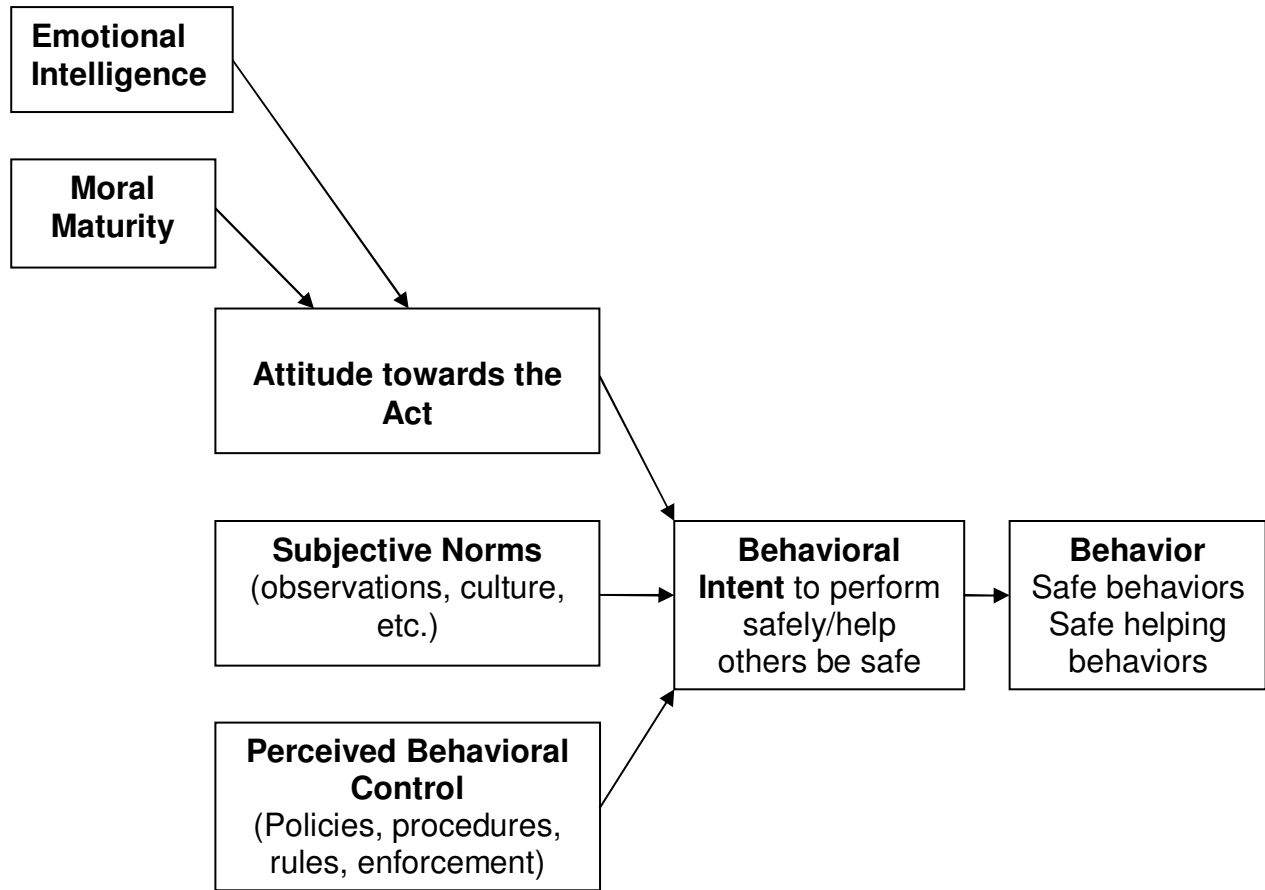 Emotional
Intelligence
Moral
Maturity
Attitude towards the
Act
Subjective Norms
(observations, culture,
etc.)
Behavioral
Intent to perform
safely/help
others be safe
Behavior
Safe behaviors
Safe helping
behaviors
Perceived Behavioral
Control
(Policies, procedures,
rules, enforcement)